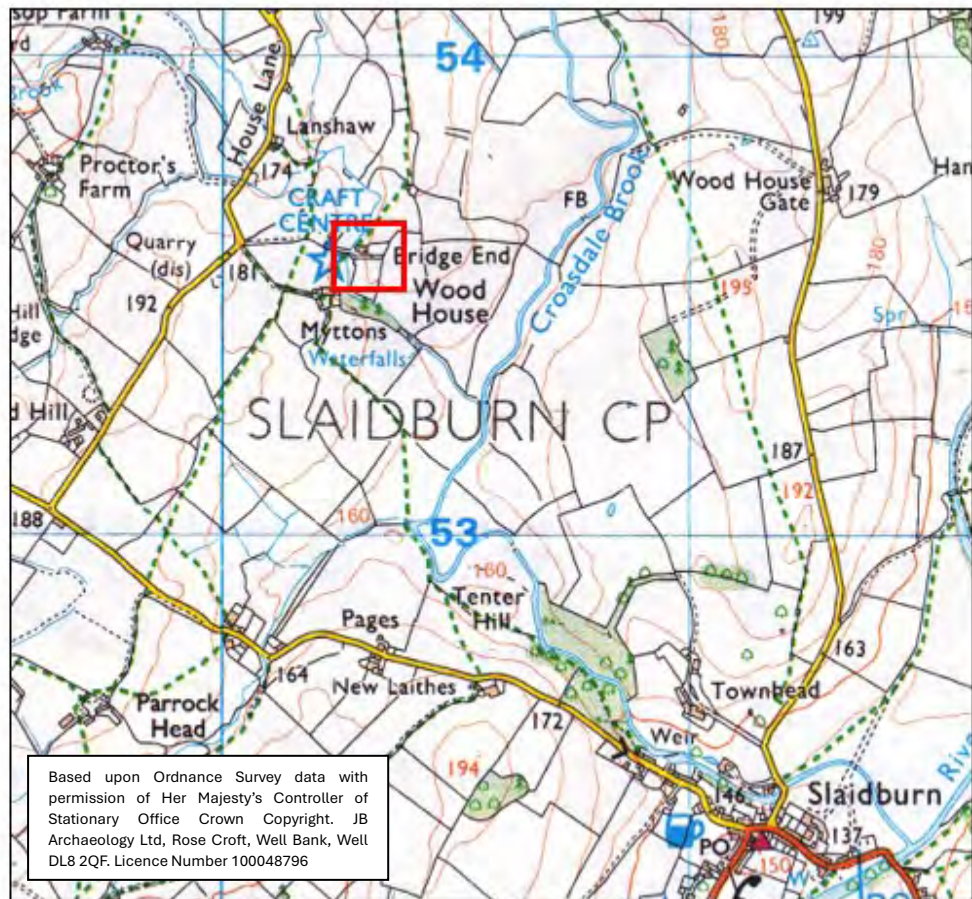 sop Farm
rd
Brook
54
180
199
House Lane
Lanshaw
Proctor's
Farm
174
CRAFT
CENTRE
Wood House
Gate
179
Han
FB
Croasdale Brook
Quarry
(dis)
181
Bridge End
180
192
Wood
House
195
Hill
dge
Myttons
Waterfalls
Spr
d Hill
SLAIDBURN CP
187
192
188
160
53
160
Tenter
Hill
Pages
163
164
New Laithes
Townhead
Parrock
Head
172
Weir
194
146
Slaidburn
River
137
PO
150
Based upon Ordnance Survey data with
permission of Her Majesty's Controller of
Stationary Office Crown Copyright. JB
Archaeology Ltd, Rose Croft, Well Bank, Well
DL8 2QF. Licence Number 100048796